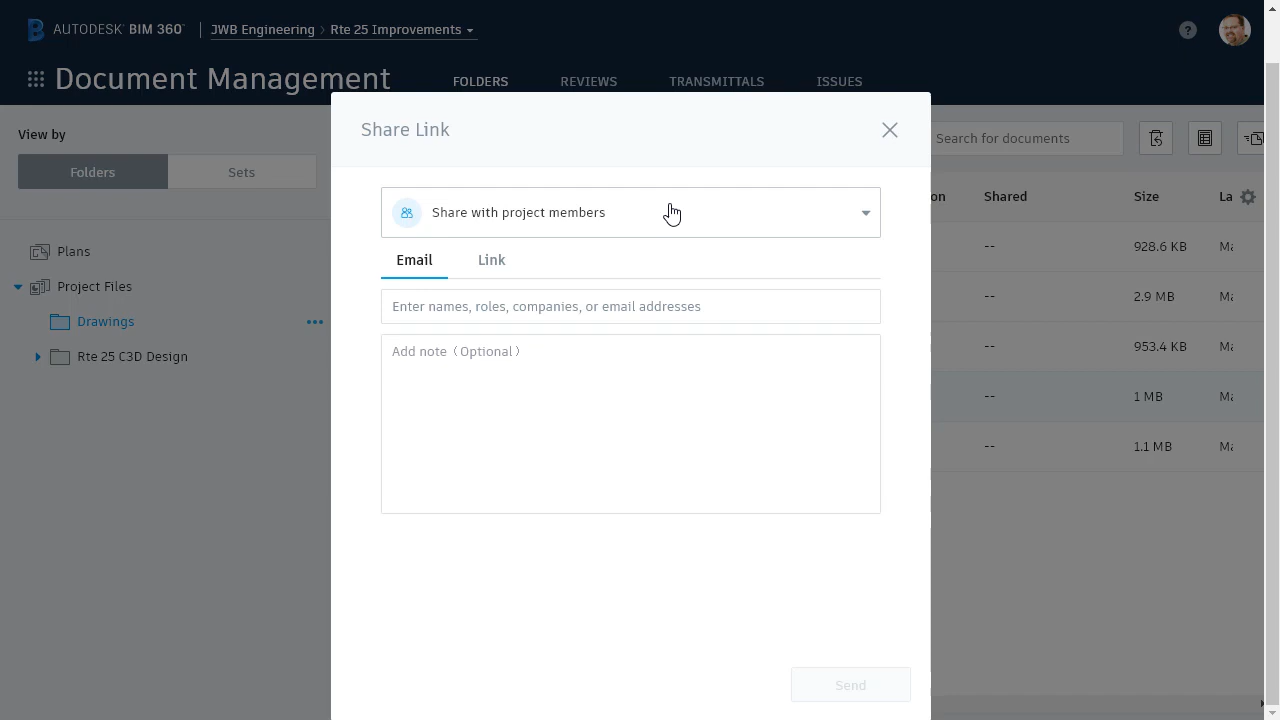 AUTODESK® BIM 360™ JWB Engineering > Rte 25 Improvements
?
Document Management FOLDERS REVIEWS TRANSMITTALS ISSUES
Share Link
View by
Search for documents
Folders Sets
on Shared Size La
Share with project members
Plans
-- 928.6 KB Ma
Email Link
Project Files
-- 2.9 MB Ma
Enter names, roles, companies, or email addresses
Drawings
Add note (Optional)
-- 953.4 KB Ma
Rte 25 C3D Design
-- 1 MB Ma
-- 1.1 MB Ma
Send